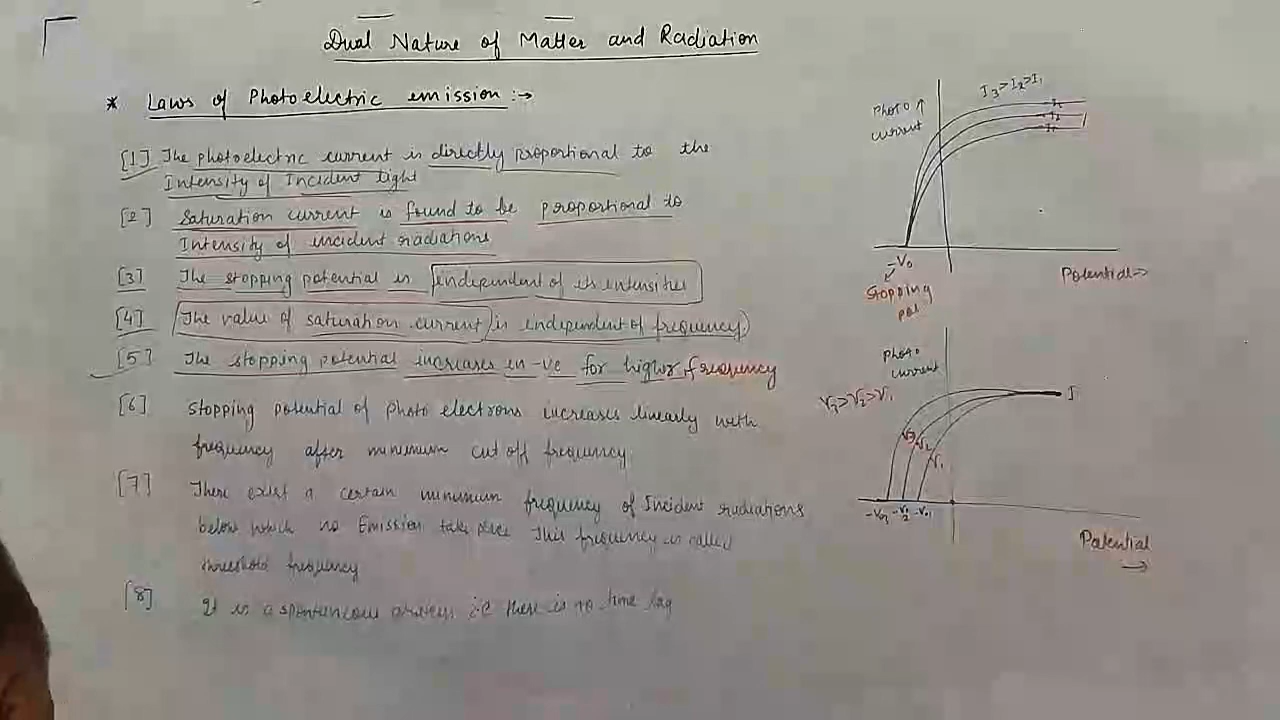 Dual Nature of Matter and Radiation
* Laws of Photoelectric emission :→
[1] The photoelectric current is directly proportional to the
Intensity of Incident light
[2] Saturation current is found to be proportional to
Intensity of incident radiations
[3] The stopping potential is independent of its intensities
[4] The value of saturation current is independent of frequency.
[5] The stopping potential increases in -ve for higher frequency
[6] Stopping potential of photo electrons increases linearly with
frequency after minimum cut off frequency.
[7] There exist a certain minimum frequency of Incident radiations
below which no Emission take place This frequency is called
threshold frequency
[8] It is a spontaneous process i.e there is no time lag
Photo ↑
current
I₃>I₂>I₁
I₂
I₁
-V₀
Stopping
pot
Potential→
photo
current
ν₃>ν₂>ν₁
I
ν₃
ν₂
ν₁
-V₀₃
-V₀₁
Potential
→